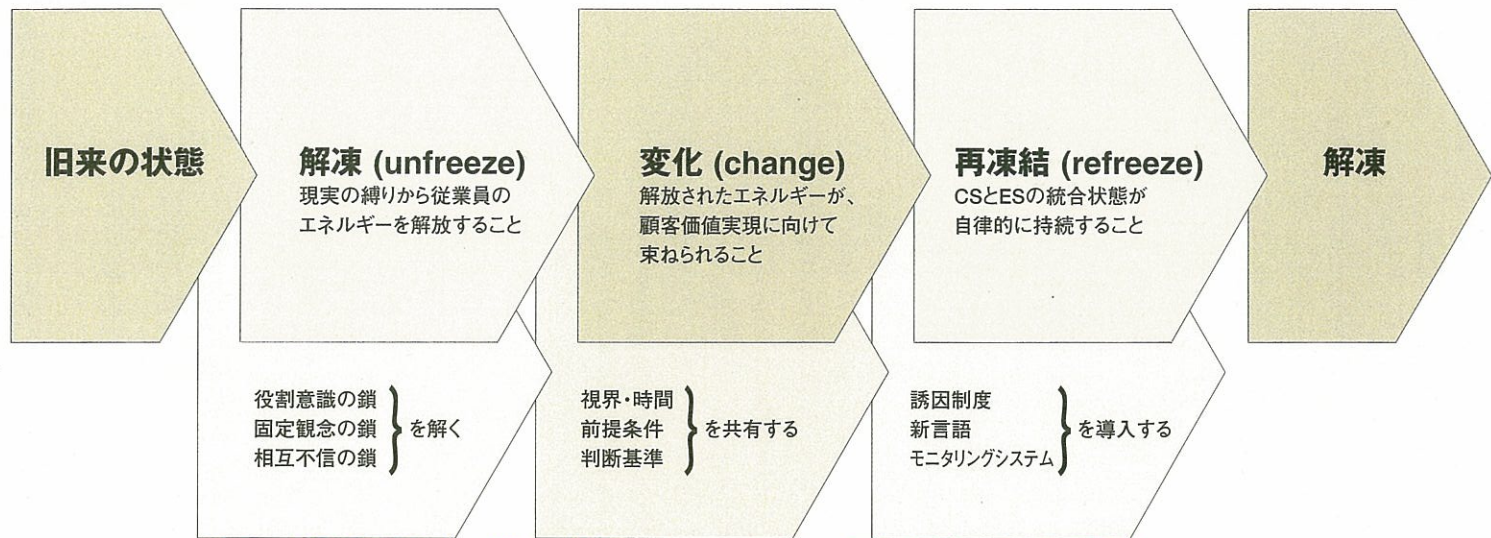 旧来の状態
解凍 (unfreeze)
現実の縛りから従業員の
エネルギーを解放すること
変化 (change)
解放されたエネルギーが、
顧客価値実現に向けて
束ねられること
再凍結 (refreeze)
CSとESの統合状態が
自律的に持続すること
解凍
役割意識の鎖
固定観念の鎖
相互不信の鎖
を解く
視界・時間
前提条件
判断基準
を共有する
誘因制度
新言語
モニタリングシステム
を導入する